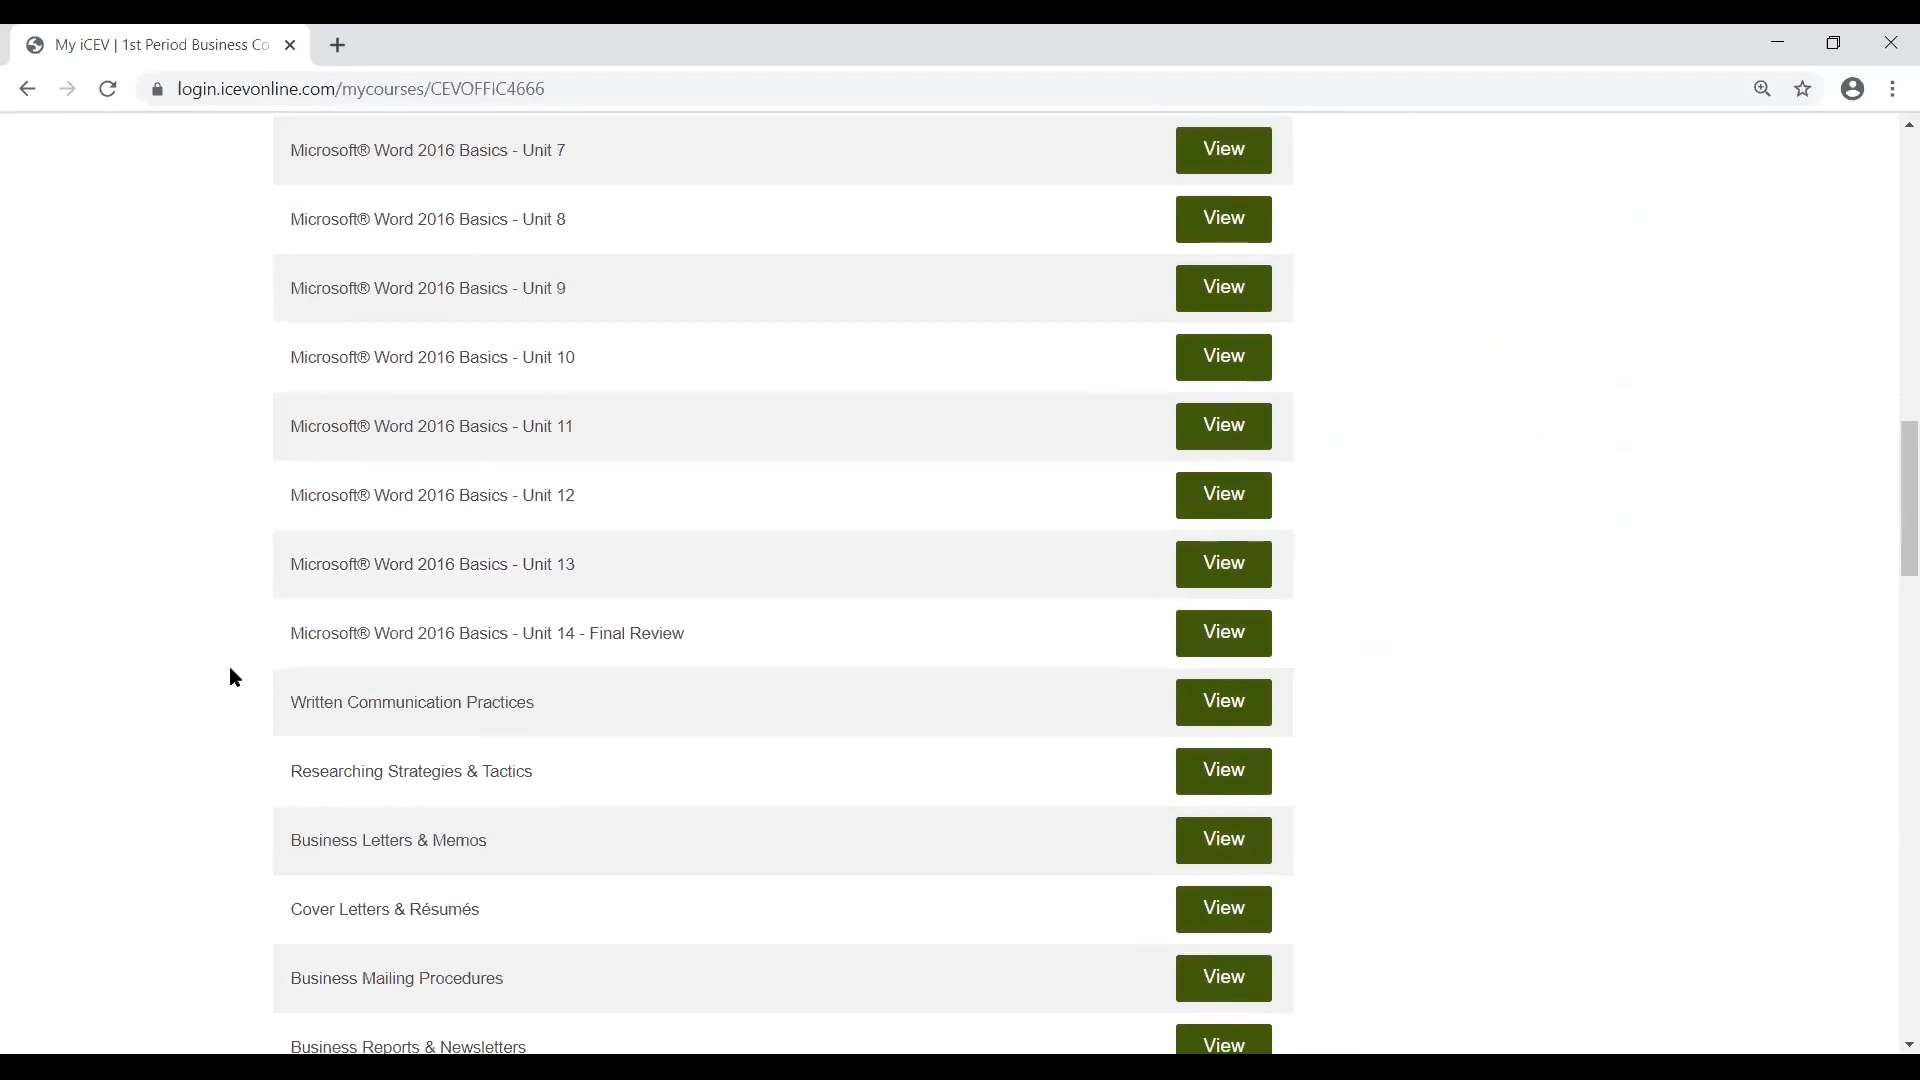 My iCEV | 1st Period Business Co
login.icevonline.com/mycourses/CEVOFFIC4666
Microsoft® Word 2016 Basics - Unit 7 View
Microsoft® Word 2016 Basics - Unit 8 View
Microsoft® Word 2016 Basics - Unit 9 View
Microsoft® Word 2016 Basics - Unit 10 View
Microsoft® Word 2016 Basics - Unit 11 View
Microsoft® Word 2016 Basics - Unit 12 View
Microsoft® Word 2016 Basics - Unit 13 View
Microsoft® Word 2016 Basics - Unit 14 - Final Review View
Written Communication Practices View
Researching Strategies & Tactics View
Business Letters & Memos View
Cover Letters & Résumés View
Business Mailing Procedures View
Business Reports & Newsletters View